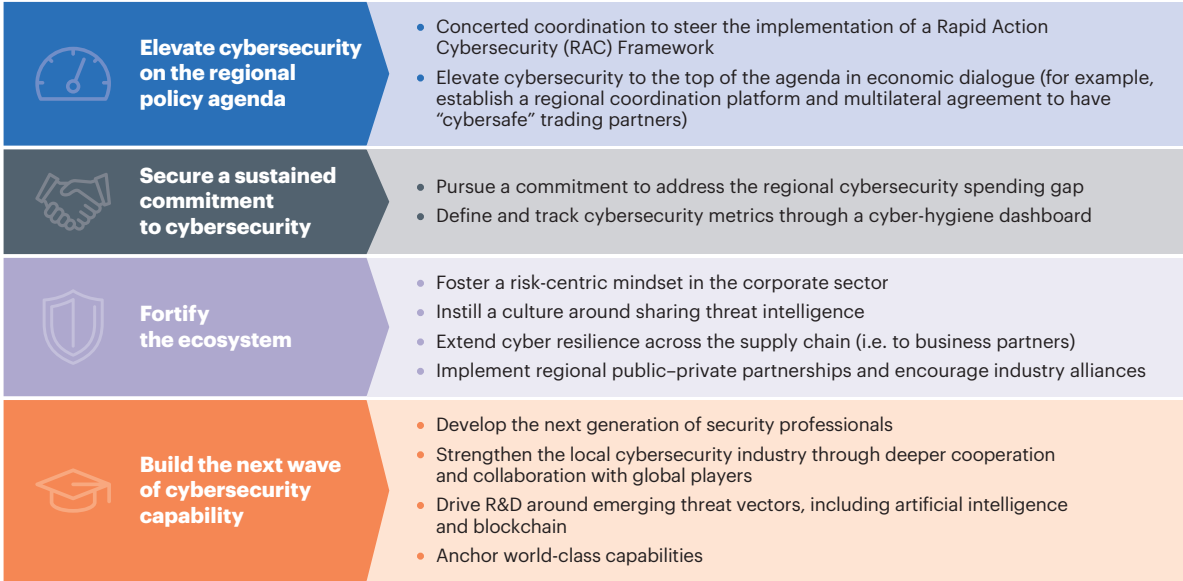 Elevate cybersecurity
on the regional
policy agenda
• Concerted coordination to steer the implementation of a Rapid Action
Cybersecurity (RAC) Framework
• Elevate cybersecurity to the top of the agenda in economic dialogue (for example,
establish a regional coordination platform and multilateral agreement to have
“cybersafe” trading partners)
Secure a sustained
commitment
to cybersecurity
• Pursue a commitment to address the regional cybersecurity spending gap
• Define and track cybersecurity metrics through a cyber-hygiene dashboard
Fortify
the ecosystem
• Foster a risk-centric mindset in the corporate sector
• Instill a culture around sharing threat intelligence
• Extend cyber resilience across the supply chain (i.e. to business partners)
• Implement regional public–private partnerships and encourage industry alliances
Build the next wave
of cybersecurity
capability
• Develop the next generation of security professionals
• Strengthen the local cybersecurity industry through deeper cooperation
and collaboration with global players
• Drive R&D around emerging threat vectors, including artificial intelligence
and blockchain
• Anchor world-class capabilities